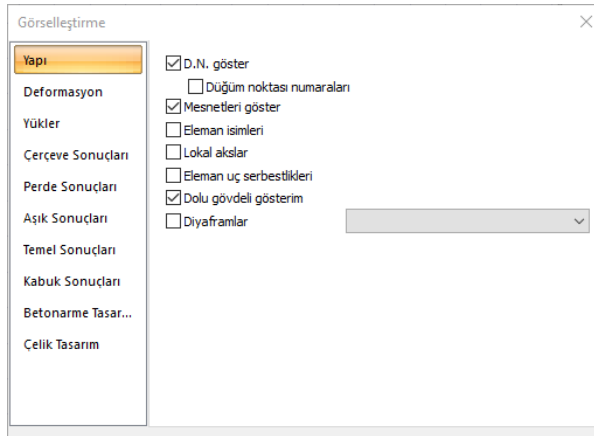 Görselleştirme
Yapı
Deformasyon
Yükler
Çerçeve Sonuçları
Perde Sonuçları
Aşık Sonuçları
Temel Sonuçları
Kabuk Sonuçları
Betonarme Tasar...
Çelik Tasarım
D.N. göster
Düğüm noktası numaraları
Mesnetleri göster
Eleman isimleri
Lokal akslar
Eleman uç serbestlikleri
Dolu gövdeli gösterim
Diyaframlar